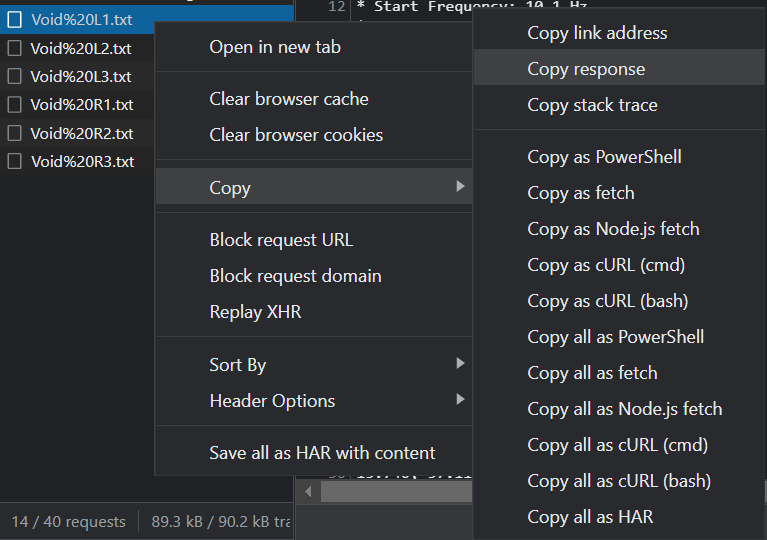 Void%20L1.txt
Void%20L2.txt
Void%20L3.txt
Void%20R1.txt
Void%20R2.txt
Void%20R3.txt
14 / 40 requests
89.3 kB / 90.2 kB tra
12 * Start Frequency: 10.1 Hz
Open in new tab
Clear browser cache
Clear browser cookies
Copy
Block request URL
Block request domain
Replay XHR
Sort By
Header Options
Save all as HAR with content
Copy link address
Copy response
Copy stack trace
Copy as PowerShell
Copy as fetch
Copy as Node.js fetch
Copy as cURL (cmd)
Copy as cURL (bash)
Copy all as PowerShell
Copy all as fetch
Copy all as Node.js fetch
Copy all as cURL (cmd)
Copy all as cURL (bash)
Copy all as HAR